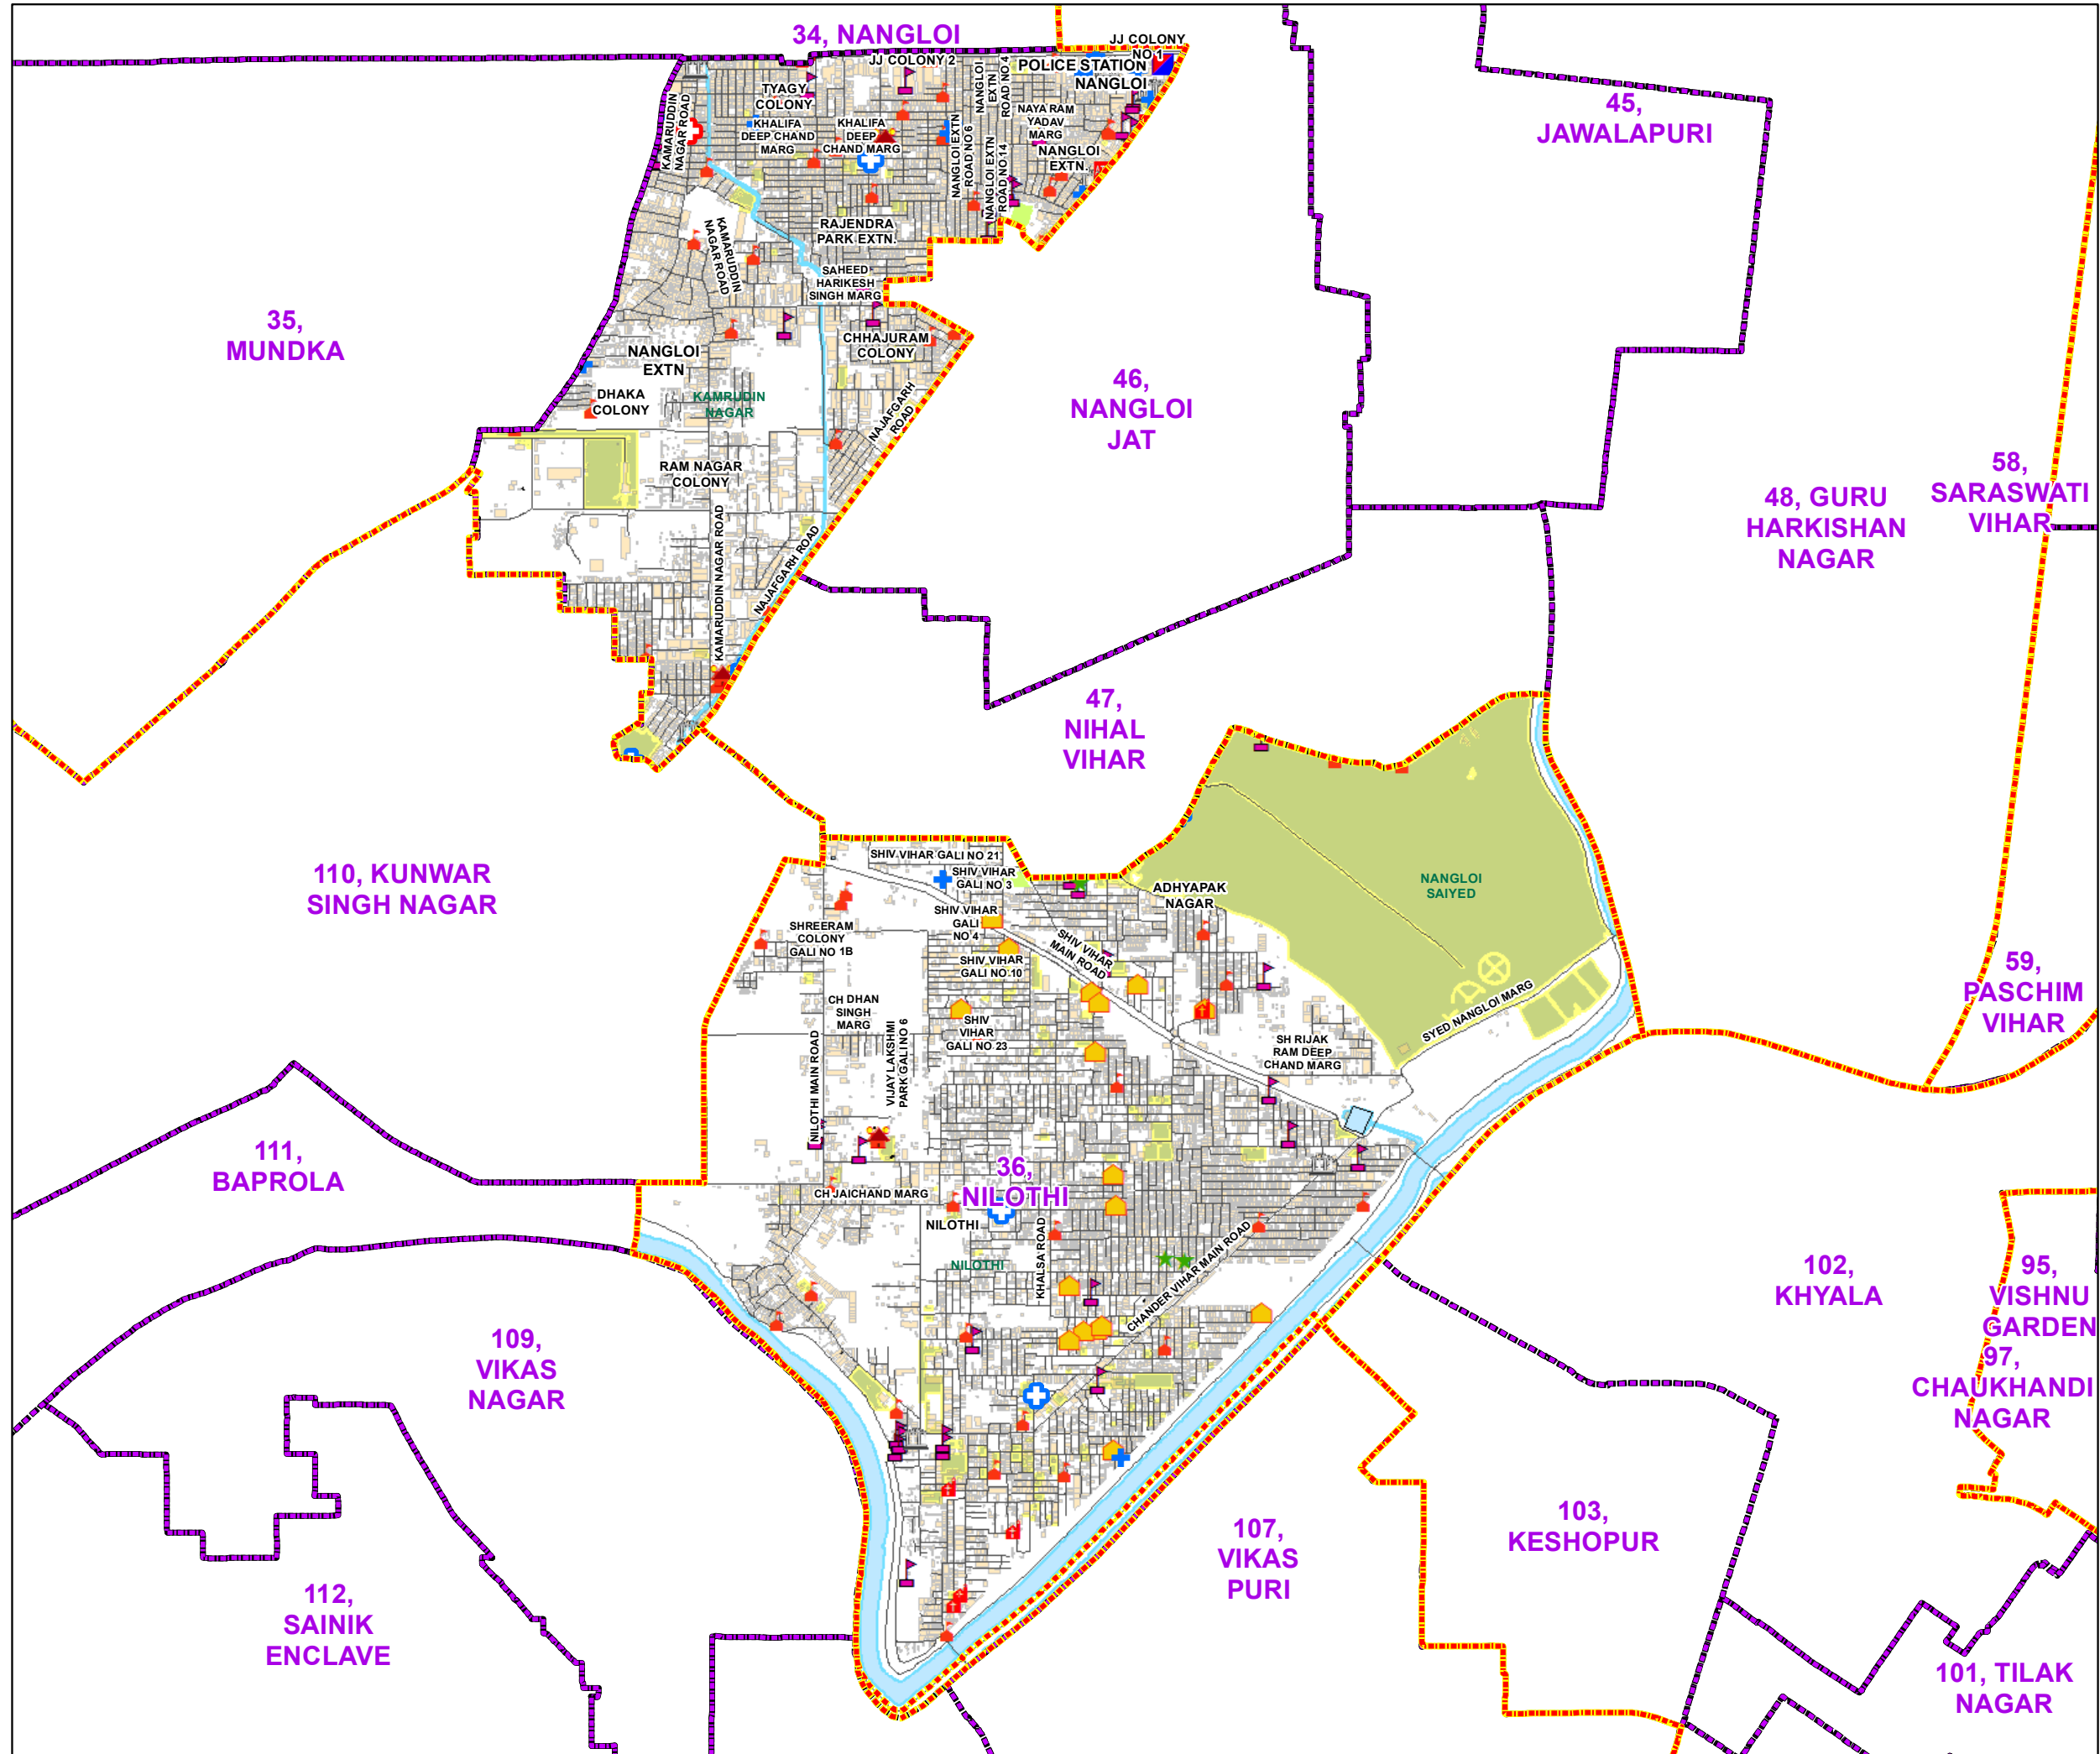 34, NANGLOI
JJ COLONY
NO 1
JJ COLONY 2
POLICE STATION
NANGLOI
TYAGY
COLONY
KAMARUDDIN
NAGAR ROAD
KHALIFA
DEEP CHAND
MARG
KHALIFA
DEEP
CHAND MARG
NANGLOI
EXTN
ROAD NO 4
NANGLOI EXTN
ROAD NO 6
NANGLOI EXTN
ROAD NO.14
NAYA RAM
YADAV
MARG
NANGLOI
EXTN.
45,
JAWALAPURI
RAJENDRA
PARK EXTN.
KAMARUDDIN
NAGAR ROAD
SAHEED
HARIKESH
SINGH MARG
35,
MUNDKA
CHHAJURAM
COLONY
NANGLOI
EXTN
DHAKA
COLONY
KAMRUDIN
NAGAR
NAJAFGARH
ROAD
46,
NANGLOI
JAT
RAM NAGAR
COLONY
KAMARUDDIN NAGAR ROAD
NAJAFGARH ROAD
48, GURU
HARKISHAN
NAGAR
58,
SARASWATI
VIHAR
47,
NIHAL
VIHAR
110, KUNWAR
SINGH NAGAR
SHIV VIHAR GALI NO 21
SHIV VIHAR
GALI NO 3
ADHYAPAK
NAGAR
NANGLOI
SAIYED
SHIV VIHAR
GALI
NO 4
SHREERAM
COLONY
GALI NO 1B
SHIV VIHAR
MAIN ROAD
SHIV VIHAR
GALI NO.10
CH DHAN
SINGH
MARG
SHIV
VIHAR
GALI NO 23
NILOTHI MAIN ROAD
VIJAY LAKSHMI
PARK GALI NO 6
SH RIJAK
RAM DEEP
CHAND MARG
SYED NANGLOI MARG
59,
PASCHIM
VIHAR
111,
BAPROLA
36,
NILOTHI
CH JAICHAND MARG
NILOTHI
NILOTHI
KHALSA ROAD
CHANDER VIHAR MAIN ROAD
102,
KHYALA
95,
VISHNU
GARDEN
97,
CHAUKHANDI
NAGAR
109,
VIKAS
NAGAR
103,
KESHOPUR
107,
VIKAS
PURI
112,
SAINIK
ENCLAVE
101, TILAK
NAGAR